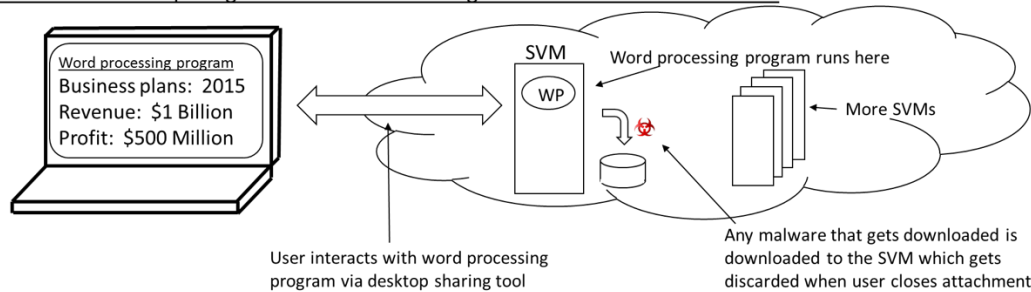 Word processing program
Business plans: 2015
Revenue: $1 Billion
Profit: $500 Million
SVM
WP
Word processing program runs here
More SVMs
User interacts with word processing
program via desktop sharing tool
Any malware that gets downloaded is
downloaded to the SVM which gets
discarded when user closes attachment